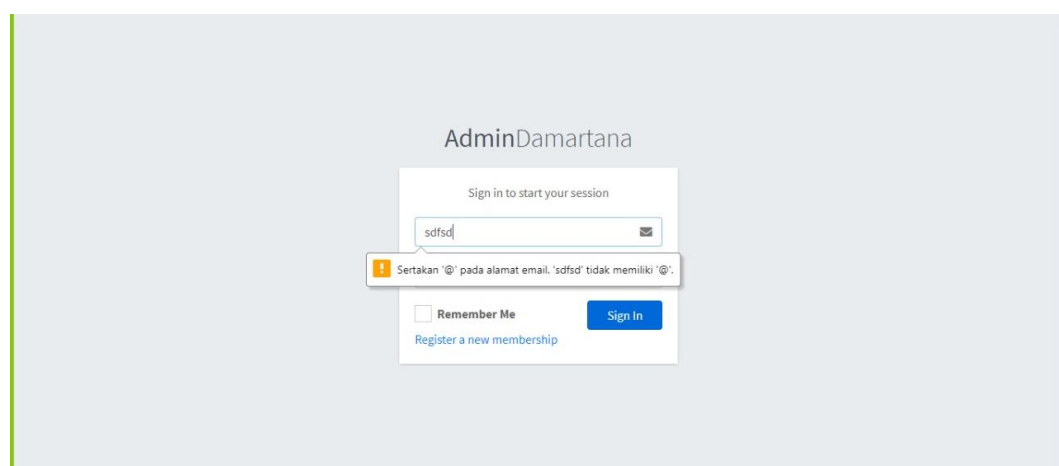 AdminDamartana
Sign in to start your session
sdfsd
Sertakan '@' pada alamat email. 'sdfsd' tidak memiliki '@'.
Remember Me
Sign In
Register a new membership